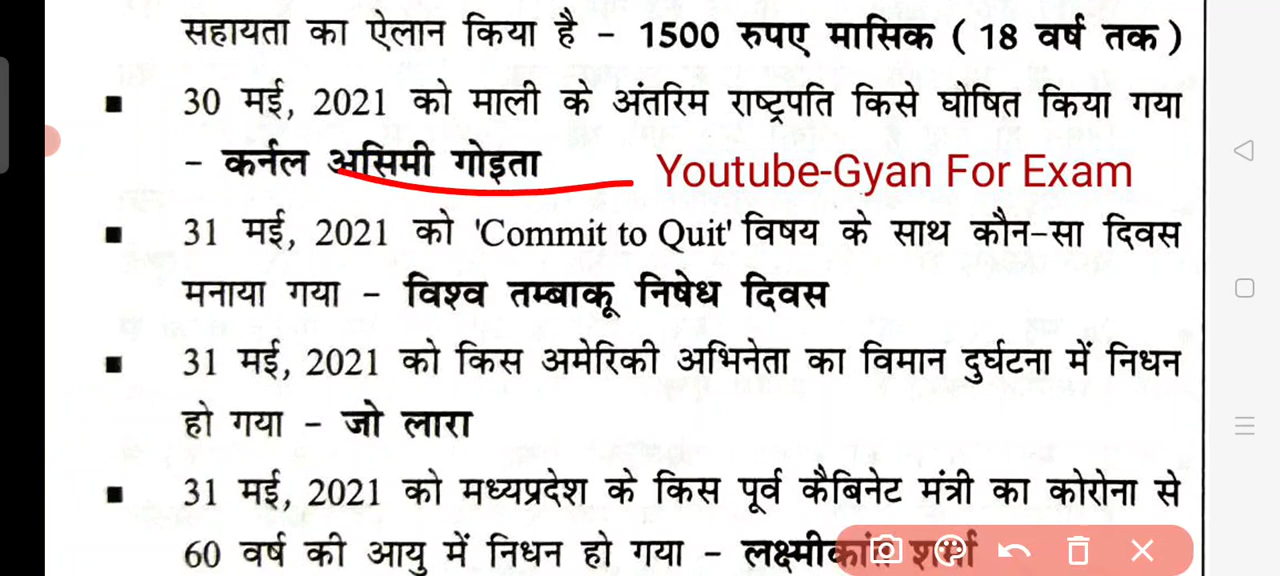 सहायता का ऐलान किया है - 1500 रुपए मासिक ( 18 वर्ष तक )
■ 30 मई, 2021 को माली के अंतरिम राष्ट्रपति किसे घोषित किया गया
- कर्नल असिमी गोइता Youtube-Gyan For Exam
■ 31 मई, 2021 को 'Commit to Quit' विषय के साथ कौन-सा दिवस
मनाया गया - विश्व तम्बाकू निषेध दिवस
■ 31 मई, 2021 को किस अमेरिकी अभिनेता का विमान दुर्घटना में निधन
हो गया - जो लारा
■ 31 मई, 2021 को मध्यप्रदेश के किस पूर्व कैबिनेट मंत्री का कोरोना से
60 वर्ष की आयु में निधन हो गया - लक्ष्मीकांत शर्मा